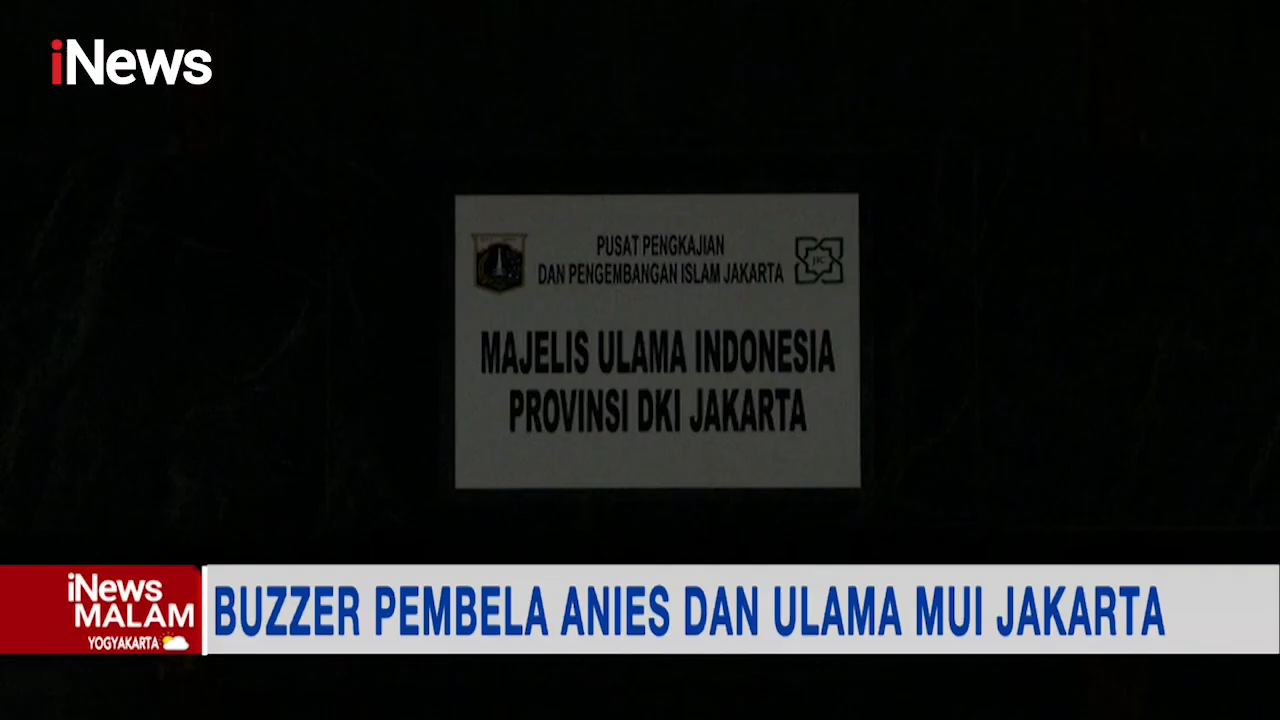 iNews
PUSAT PENGKAJIAN
DAN PENGEMBANGAN ISLAM JAKARTA
JIC
MAJELIS ULAMA INDONESIA
PROVINSI DKI JAKARTA
iNews
MALAM
YOGYAKARTA
BUZZER PEMBELA ANIES DAN ULAMA MUI JAKARTA